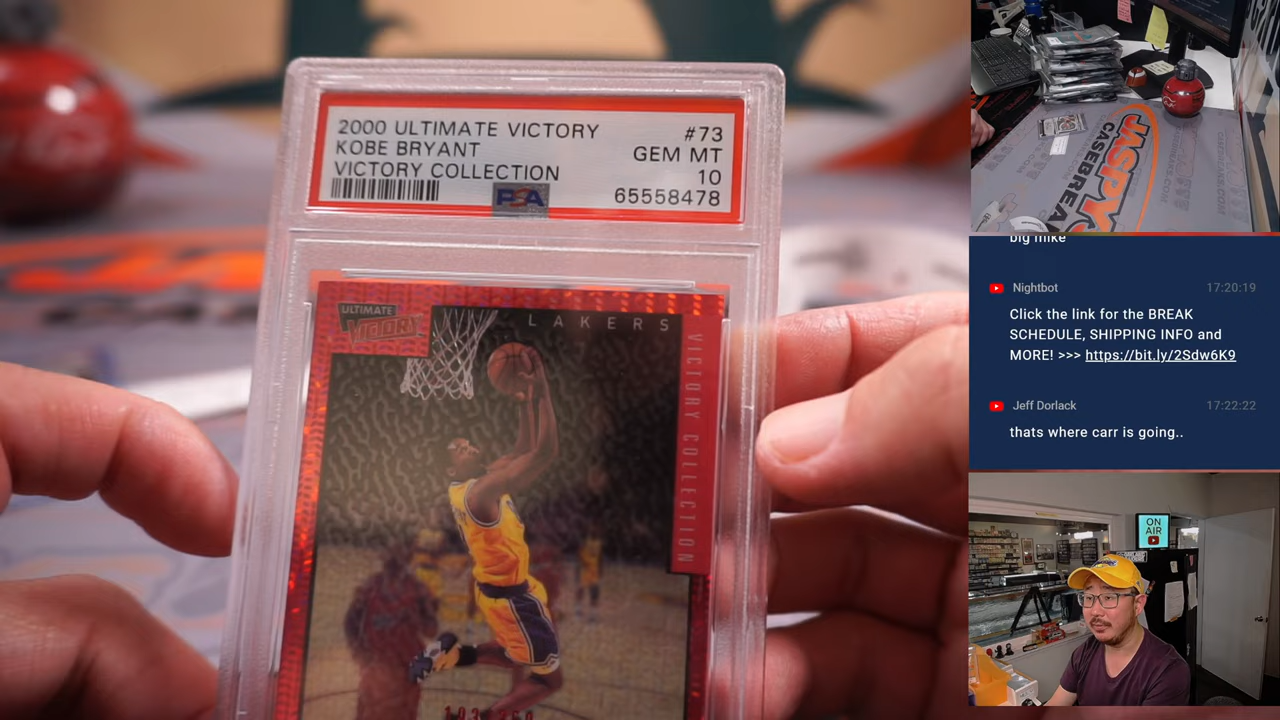 2000 ULTIMATE VICTORY #73
KOBE BRYANT GEM MT
VICTORY COLLECTION 10
PSA 65558478
ULTIMATE
VICTORY
LAKERS
VICTORY COLLECTION
JASPY'S
CASEBREAKS
big mike
Nightbot 17:20:19
Click the link for the BREAK
SCHEDULE, SHIPPING INFO and
MORE! >>> https://bit.ly/2Sdw6K9
Jeff Dorlack 17:22:22
thats where carr is going..
ON
AIR